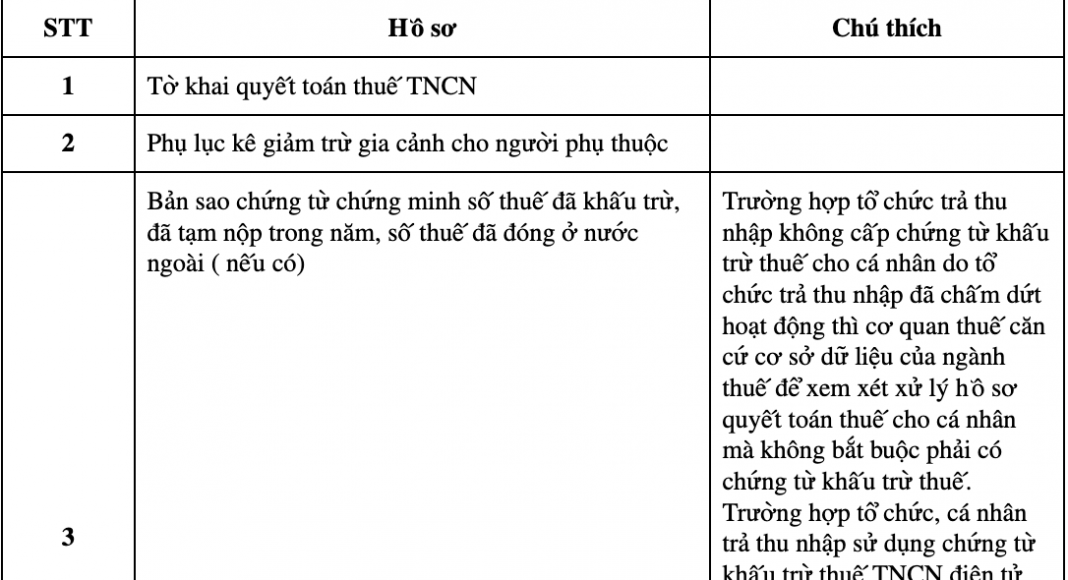 STT Hồ sơ Chú thích
1 Tờ khai quyết toán thuế TNCN
2 Phụ lục kê giảm trừ gia cảnh cho người phụ thuộc
Bản sao chứng từ chứng minh số thuế đã khấu trừ, Trường hợp tổ chức trả thu
đã tạm nộp trong năm, số thuế đã đóng ở nước nhập không cấp chứng từ khấu
ngoài ( nếu có) trừ thuế cho cá nhân do tổ
chức trả thu nhập đã chấm dứt
hoạt động thì cơ quan thuế căn
cứ cơ sở dữ liệu của ngành
thuế để xem xét xử lý hồ sơ
quyết toán thuế cho cá nhân
mà không bắt buộc phải có
chứng từ khấu trừ thuế.
Trường hợp tổ chức, cá nhân
3 trả thu nhập sử dụng chứng từ
khấu trừ thuế TNCN điện tử